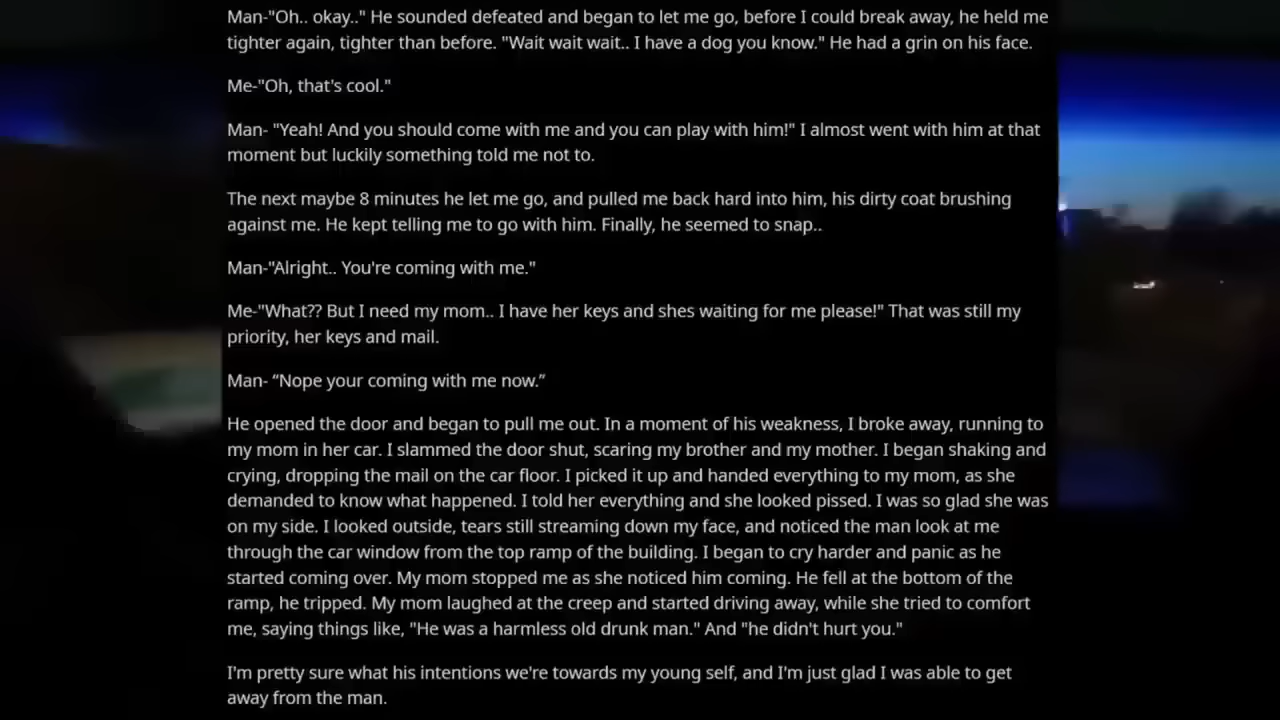 Man-"Oh.. okay.." He sounded defeated and began to let me go, before I could break away, he held me
tighter again, tighter than before. "Wait wait wait.. I have a dog you know." He had a grin on his face.
Me-"Oh, that's cool."
Man- "Yeah! And you should come with me and you can play with him!" I almost went with him at that
moment but luckily something told me not to.
The next maybe 8 minutes he let me go, and pulled me back hard into him, his dirty coat brushing
against me. He kept telling me to go with him. Finally, he seemed to snap..
Man-"Alright.. You're coming with me."
Me-"What?? But I need my mom.. I have her keys and shes waiting for me please!" That was still my
priority, her keys and mail.
Man- “Nope your coming with me now.”
He opened the door and began to pull me out. In a moment of his weakness, I broke away, running to
my mom in her car. I slammed the door shut, scaring my brother and my mother. I began shaking and
crying, dropping the mail on the car floor. I picked it up and handed everything to my mom, as she
demanded to know what happened. I told her everything and she looked pissed. I was so glad she was
on my side. I looked outside, tears still streaming down my face, and noticed the man look at me
through the car window from the top ramp of the building. I began to cry harder and panic as he
started coming over. My mom stopped me as she noticed him coming. He fell at the bottom of the
ramp, he tripped. My mom laughed at the creep and started driving away, while she tried to comfort
me, saying things like, "He was a harmless old drunk man." And "he didn't hurt you."
I'm pretty sure what his intentions we're towards my young self, and I'm just glad I was able to get
away from the man.